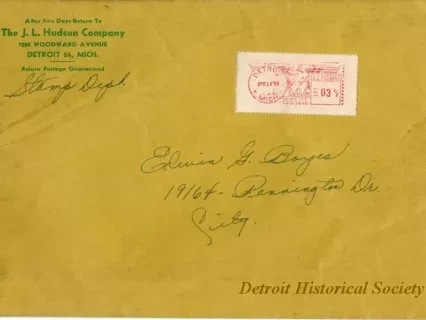 After Five Days Return To
The J. L. Hudson Company
1206 WOODWARD AVENUE
DETROIT 26, MICH.
Return Postage Guaranteed
Stamp Dept.
DETROIT
MICH.
03
Edwin G. Boyes
19164 - Pennington Dr.
City.
Detroit Historical Society